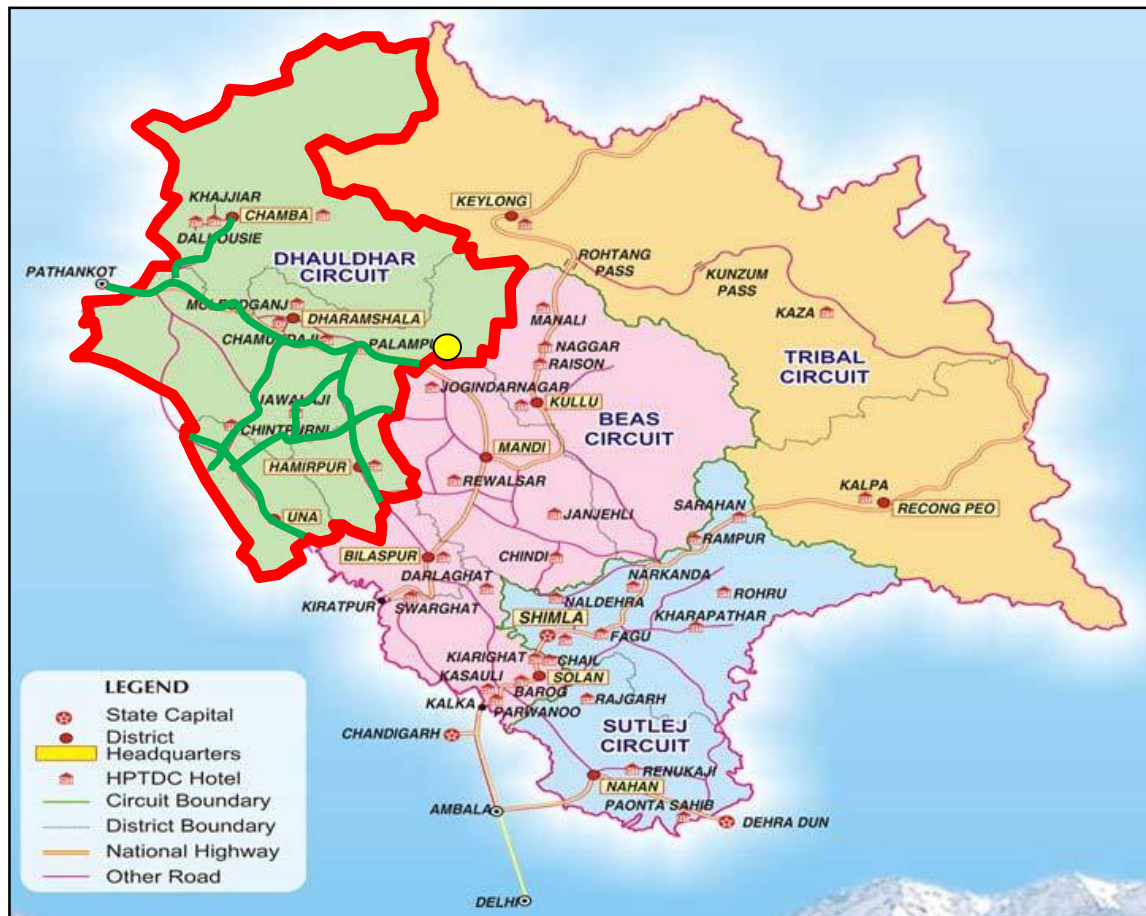 KHAJJIAR
CHAMBA
DALHOUSIE
KEYLONG
DHAULDHAR
CIRCUIT
ROHTANG
PASS
PATHANKOT
KUNZUM
PASS
DHARAMSHALA
MANALI
KAZA
NAGGAR
RAISON
TRIBAL
CIRCUIT
JOGINDARNAGAR
KULLU
BEAS
CIRCUIT
CHINTPURNI
MANDI
HAMIRPUR
REWALSAR
KALPA
SARAHAN
RECONG PEO
UNA
JANJEHLI
RAMPUR
BILASPUR
CHINDI
DARLAGHAT
NARKANDA
ROHRU
KIRATPUR
SWARGHAT
NALDEHRA
SHIMLA
KHARAPATHAR
FAGU
KIARIGHAT
CHAIL
KASAULI
SOLAN
BAROG
RAJGARH
KALKA
PARWANOO
SUTLEJ
CIRCUIT
CHANDIGARH
RENUKAJI
NAHAN
PAONTA SAHIB
AMBALA
DEHRA DUN
DELHI
LEGEND
State Capital
District
Headquarters
HPTDC Hotel
Circuit Boundary
District Boundary
National Highway
Other Road